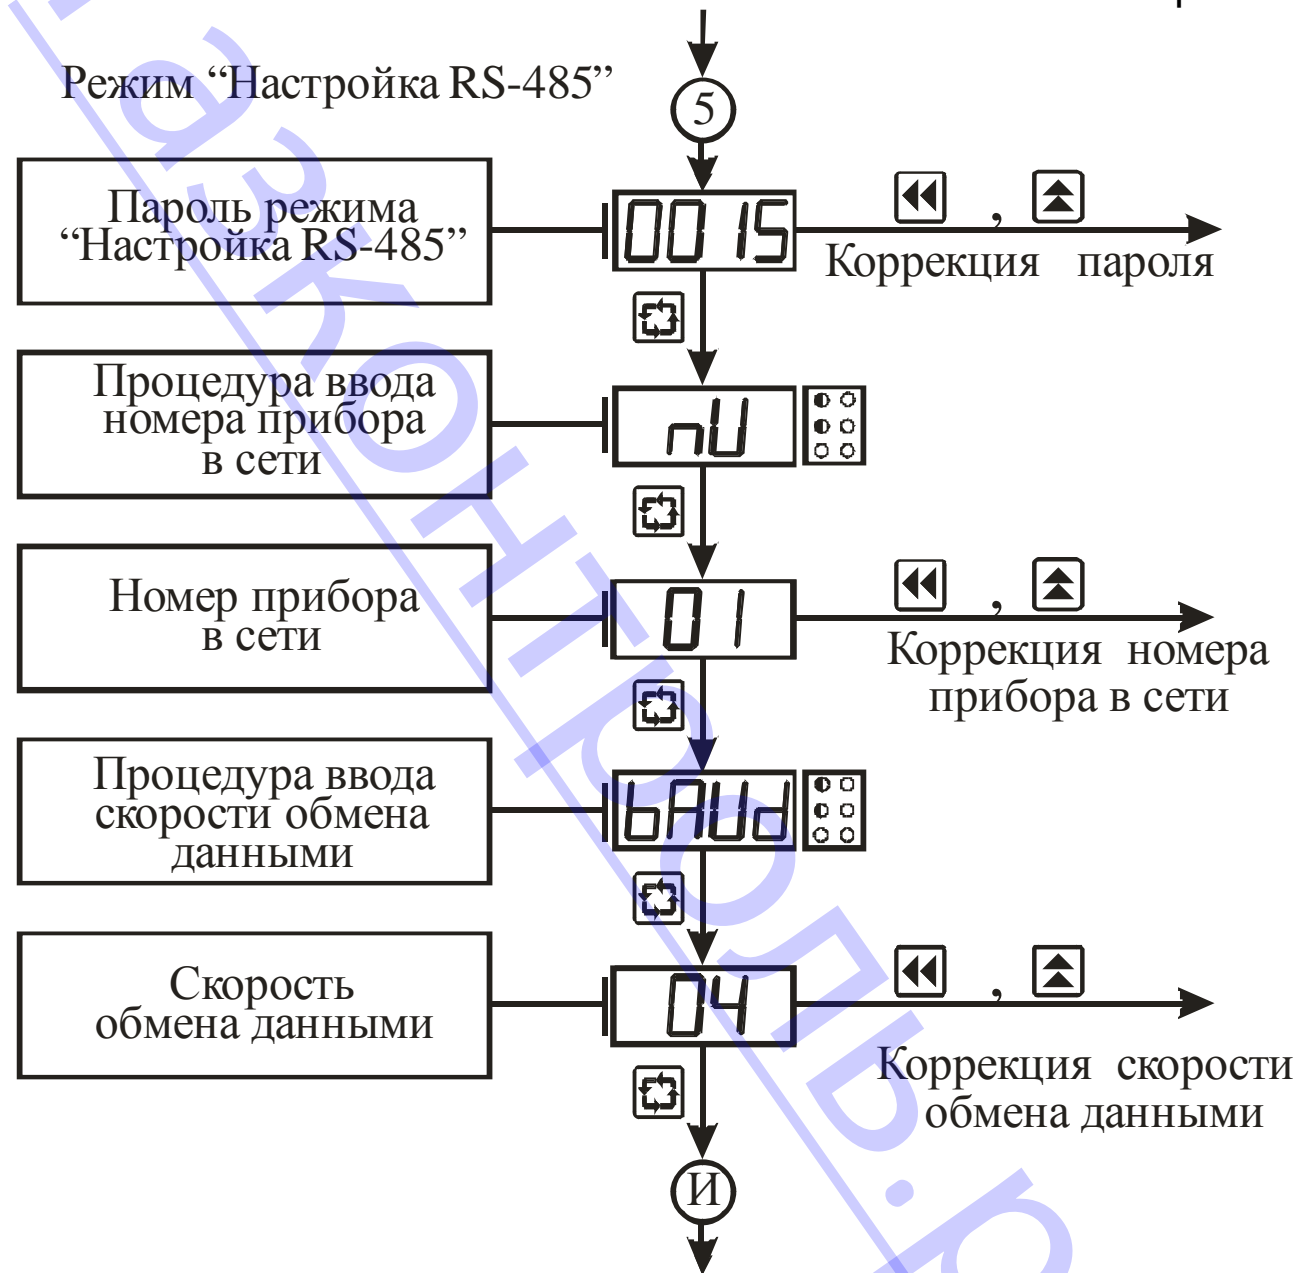 Режим “Настройка RS-485”
5
Пароль режима
“Настройка RS-485”
0015
,
Коррекция пароля
Процедура ввода
номера прибора
в сети
nU
Номер прибора
в сети
01
,
Коррекция номера
прибора в сети
Процедура ввода
скорости обмена
данными
bAUd
Скорость
обмена данными
04
,
Коррекция скорости
обмена данными
И
азконтроль.р